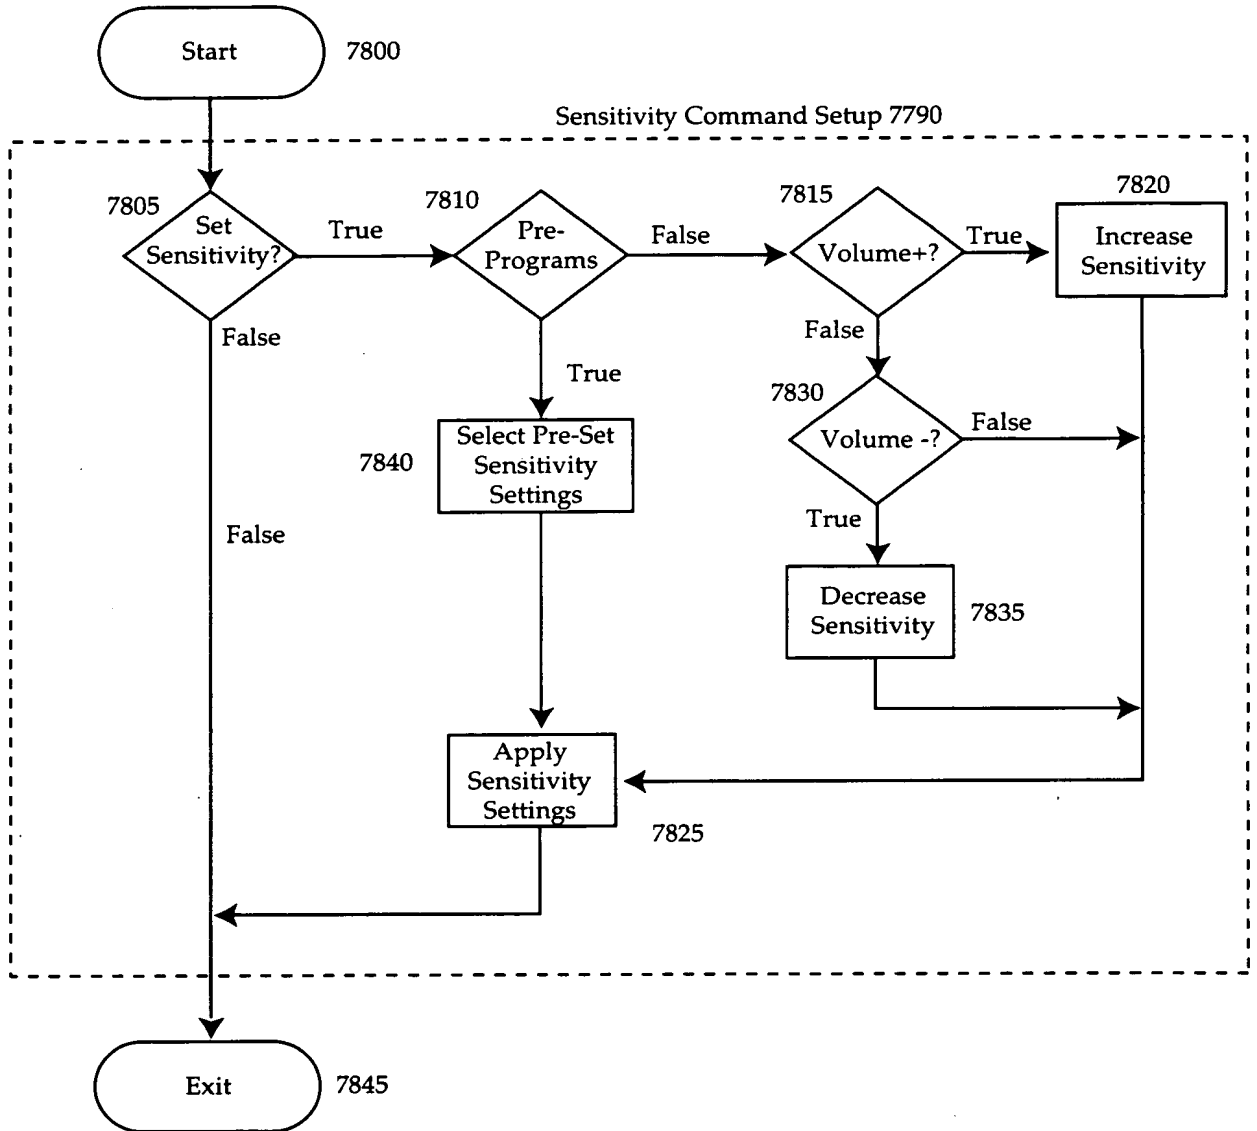 Start
7800
Sensitivity Command Setup 7790
7805
Set
Sensitivity?
True
7810
Pre-
Programs
False
7815
Volume+?
True
7820
Increase
Sensitivity
False
False
True
7830
Volume -?
False
7840
Select Pre-Set
Sensitivity
Settings
True
False
Decrease
Sensitivity
7835
Apply
Sensitivity
Settings
7825
Exit
7845